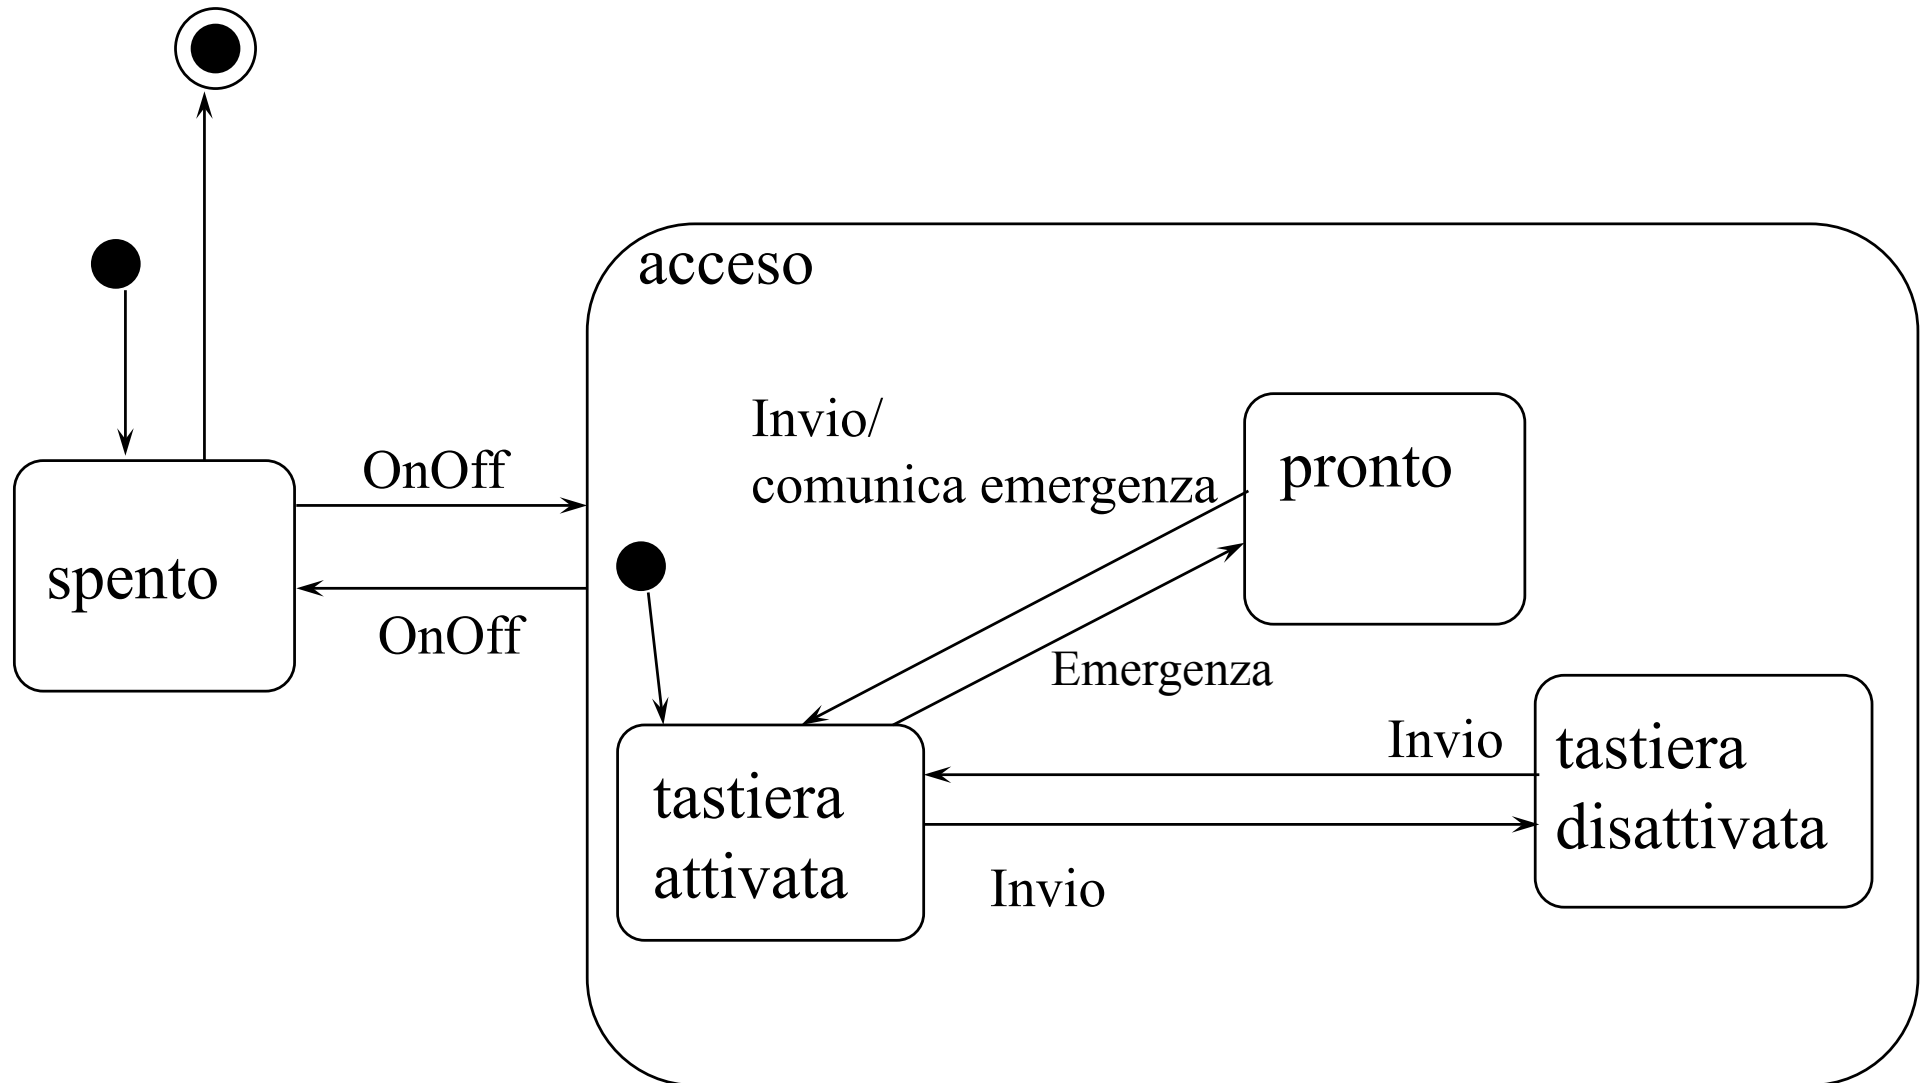 acceso
Invio/
comunica emergenza
pronto
OnOff
spento
OnOff
Emergenza
Invio
tastiera
disattivata
tastiera
attivata
Invio